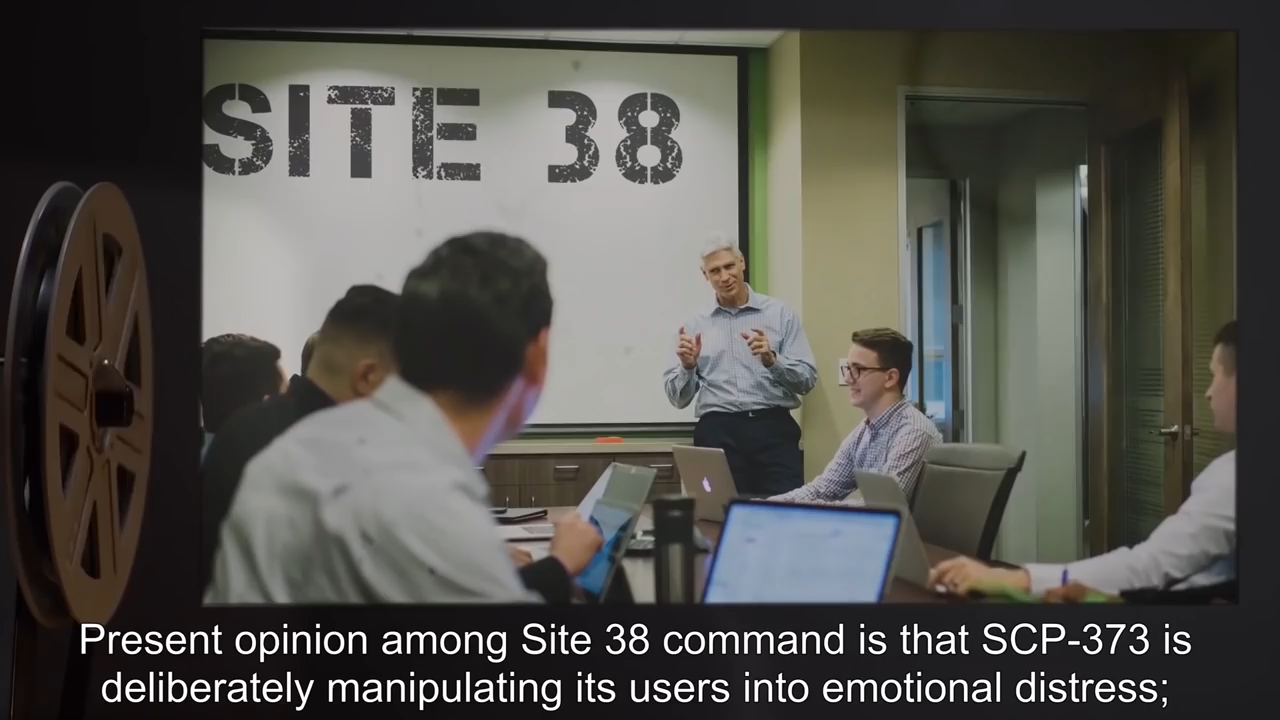 SITE 38
Present opinion among Site 38 command is that SCP-373 is
deliberately manipulating its users into emotional distress;